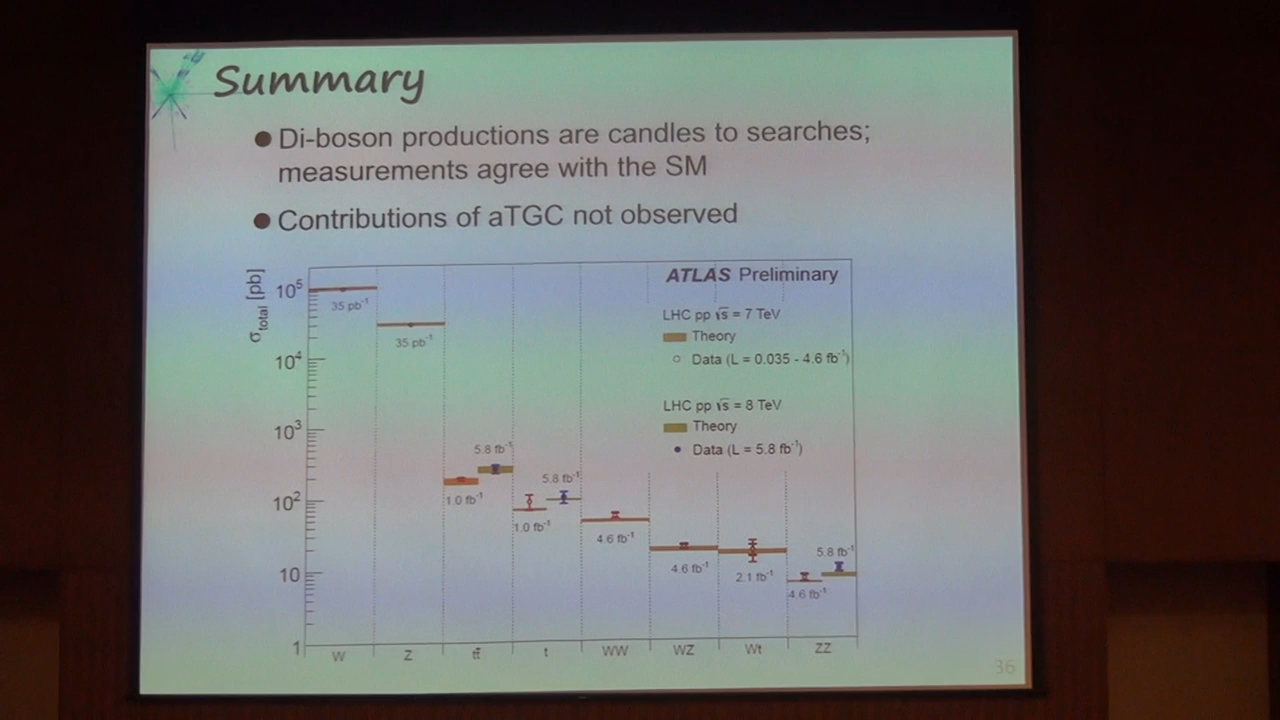 Summary
● Di-boson productions are candles to searches;
measurements agree with the SM
● Contributions of aTGC not observed
σtotal [pb]
ATLAS Preliminary
LHC pp √s = 7 TeV
Theory
Data (L = 0.035 - 4.6 fb⁻¹)
LHC pp √s = 8 TeV
Theory
Data (L = 5.8 fb⁻¹)
10⁵
10⁴
10³
10²
10
1
35 pb⁻¹
35 pb⁻¹
5.8 fb⁻¹
1.0 fb⁻¹
5.8 fb⁻¹
1.0 fb⁻¹
4.6 fb⁻¹
4.6 fb⁻¹
2.1 fb⁻¹
5.8 fb⁻¹
4.6 fb⁻¹
W Z tt̄ t WW WZ Wt ZZ
36